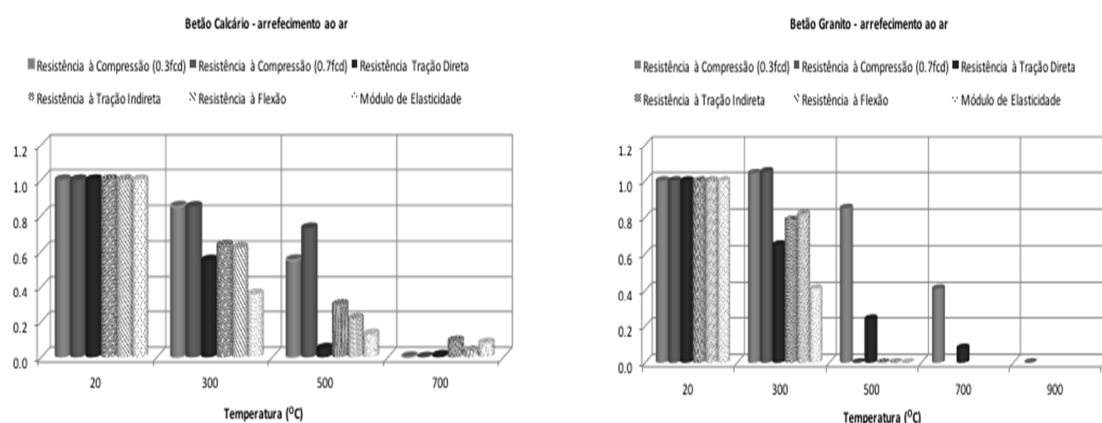 Betão Calcário - arrefecimento ao ar
Resistência à Compressão (0.3fcd) Resistência à Compressão (0.7fcd) Resistência Tração Direta
Resistência à Tração Indireta Resistência à Flexão Módulo de Elasticidade
1.2
1.0
0.8
0.6
0.4
0.2
0.0
20 300 500 700
Temperatura (ºC)
Betão Granito - arrefecimento ao ar
Resistência à Compressão (0.3fcd) Resistência à Compressão (0.7fcd) Resistência à Tração Direta
Resistência à Tração Indireta Resistência à Flexão Módulo de Elasticidade
1.2
1.0
0.8
0.6
0.4
0.2
0.0
20 300 500 700 900
Temperatura (ºC)